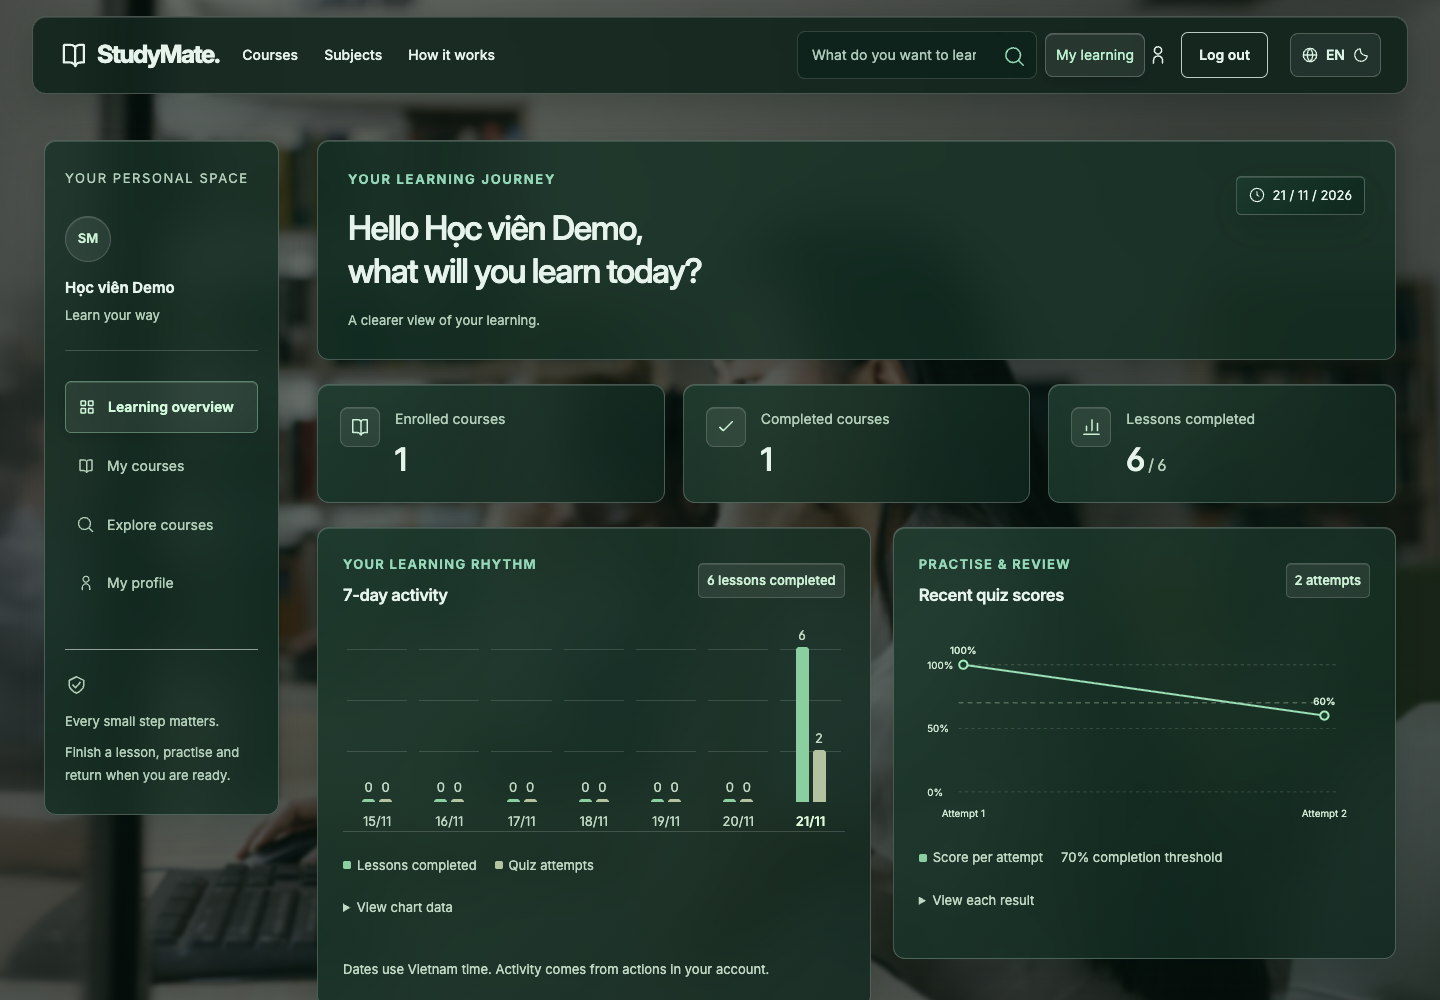 StudyMate.
Courses
Subjects
How it works
What do you want to lear
My learning
Log out
EN
YOUR PERSONAL SPACE
SM
Học viên Demo
Learn your way
Learning overview
My courses
Explore courses
My profile
Every small step matters.
Finish a lesson, practise and
return when you are ready.
YOUR LEARNING JOURNEY
21 / 11 / 2026
Hello Học viên Demo,
what will you learn today?
A clearer view of your learning.
Enrolled courses
1
Completed courses
1
Lessons completed
6 / 6
YOUR LEARNING RHYTHM
7-day activity
6 lessons completed
6
2
0 0 0 0 0 0 0 0 0 0 0 0
15/11 16/11 17/11 18/11 19/11 20/11 21/11
Lessons completed Quiz attempts
View chart data
Dates use Vietnam time. Activity comes from actions in your account.
PRACTISE & REVIEW
Recent quiz scores
2 attempts
100%
100%
60%
50%
0%
Attempt 1 Attempt 2
Score per attempt 70% completion threshold
View each result